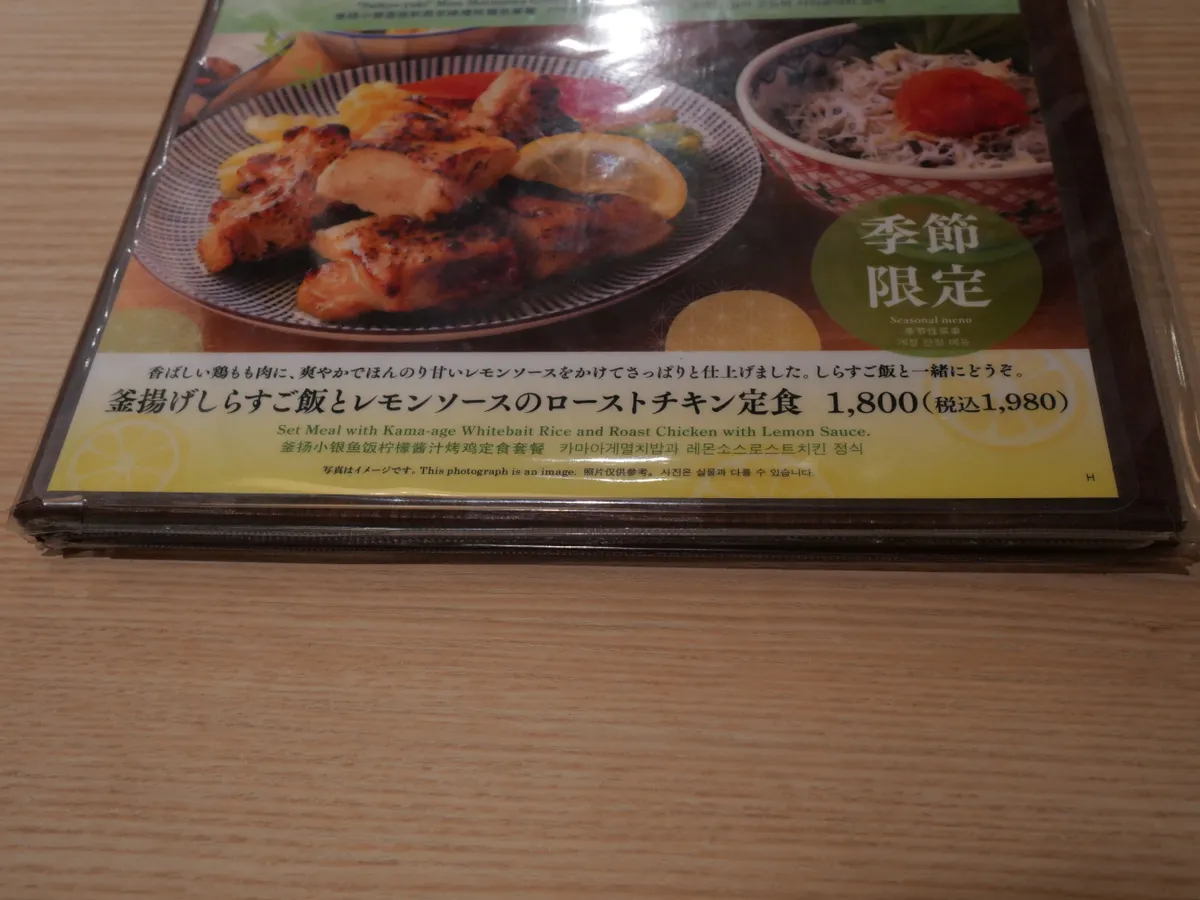 季節
限定
Seasonal menu
계절 한정 메뉴
香ばしい鶏もも肉に、爽やかでほんのり甘いレモンソースをかけてさっぱりと仕上げました。しらすご飯と一緒にどうぞ。
釜揚げしらすご飯とレモンソースのローストチキン定食 1,800(税込1,980)
Set Meal with Kama-age Whitebait Rice and Roast Chicken with Lemon Sauce.
釜扬小银鱼饭柠檬酱汁烤鸡定食套餐 카마아게멸치밥과 레몬소스로스트치킨 정식
写真はイメージです。This photograph is an image. 照片仅供参考。 사진은 실물과 다를 수 있습니다.
H